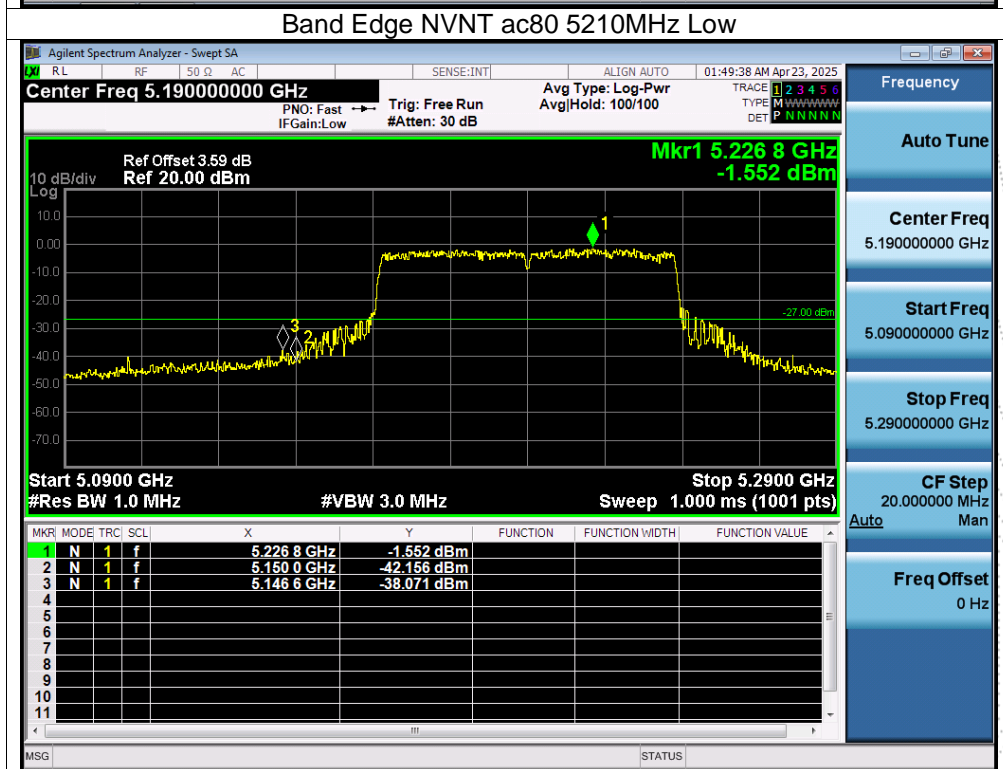 Band Edge NVNT ac80 5210MHz Low
Agilent Spectrum Analyzer - Swept SA
LXI RL RF 50 Ω AC SENSE:INT ALIGN AUTO 01:49:38 AM Apr 23, 2025
Center Freq 5.190000000 GHz
PNO: Fast
IFGain:Low
Trig: Free Run
#Atten: 30 dB
Avg Type: Log-Pwr
Avg|Hold: 100/100
TRACE 1 2 3 4 5 6
TYPE M WWWWW
DET P N N N N N
Frequency
Auto Tune
Center Freq
5.190000000 GHz
Start Freq
5.090000000 GHz
Stop Freq
5.290000000 GHz
CF Step
20.000000 MHz
Auto Man
Freq Offset
0 Hz
Mkr1 5.226 8 GHz
-1.552 dBm
Ref Offset 3.59 dB
10 dB/div Ref 20.00 dBm
Log
10.0
0.00
-10.0
-20.0
-30.0
-40.0
-50.0
-60.0
-70.0
1
3
2
-27.00 dBm
Start 5.0900 GHz Stop 5.2900 GHz
#Res BW 1.0 MHz #VBW 3.0 MHz Sweep 1.000 ms (1001 pts)
MKR MODE TRC SCL X Y FUNCTION FUNCTION WIDTH FUNCTION VALUE
1 N 1 f 5.226 8 GHz -1.552 dBm
2 N 1 f 5.150 0 GHz -42.156 dBm
3 N 1 f 5.146 6 GHz -38.071 dBm
4
5
6
7
8
9
10
11
MSG STATUS